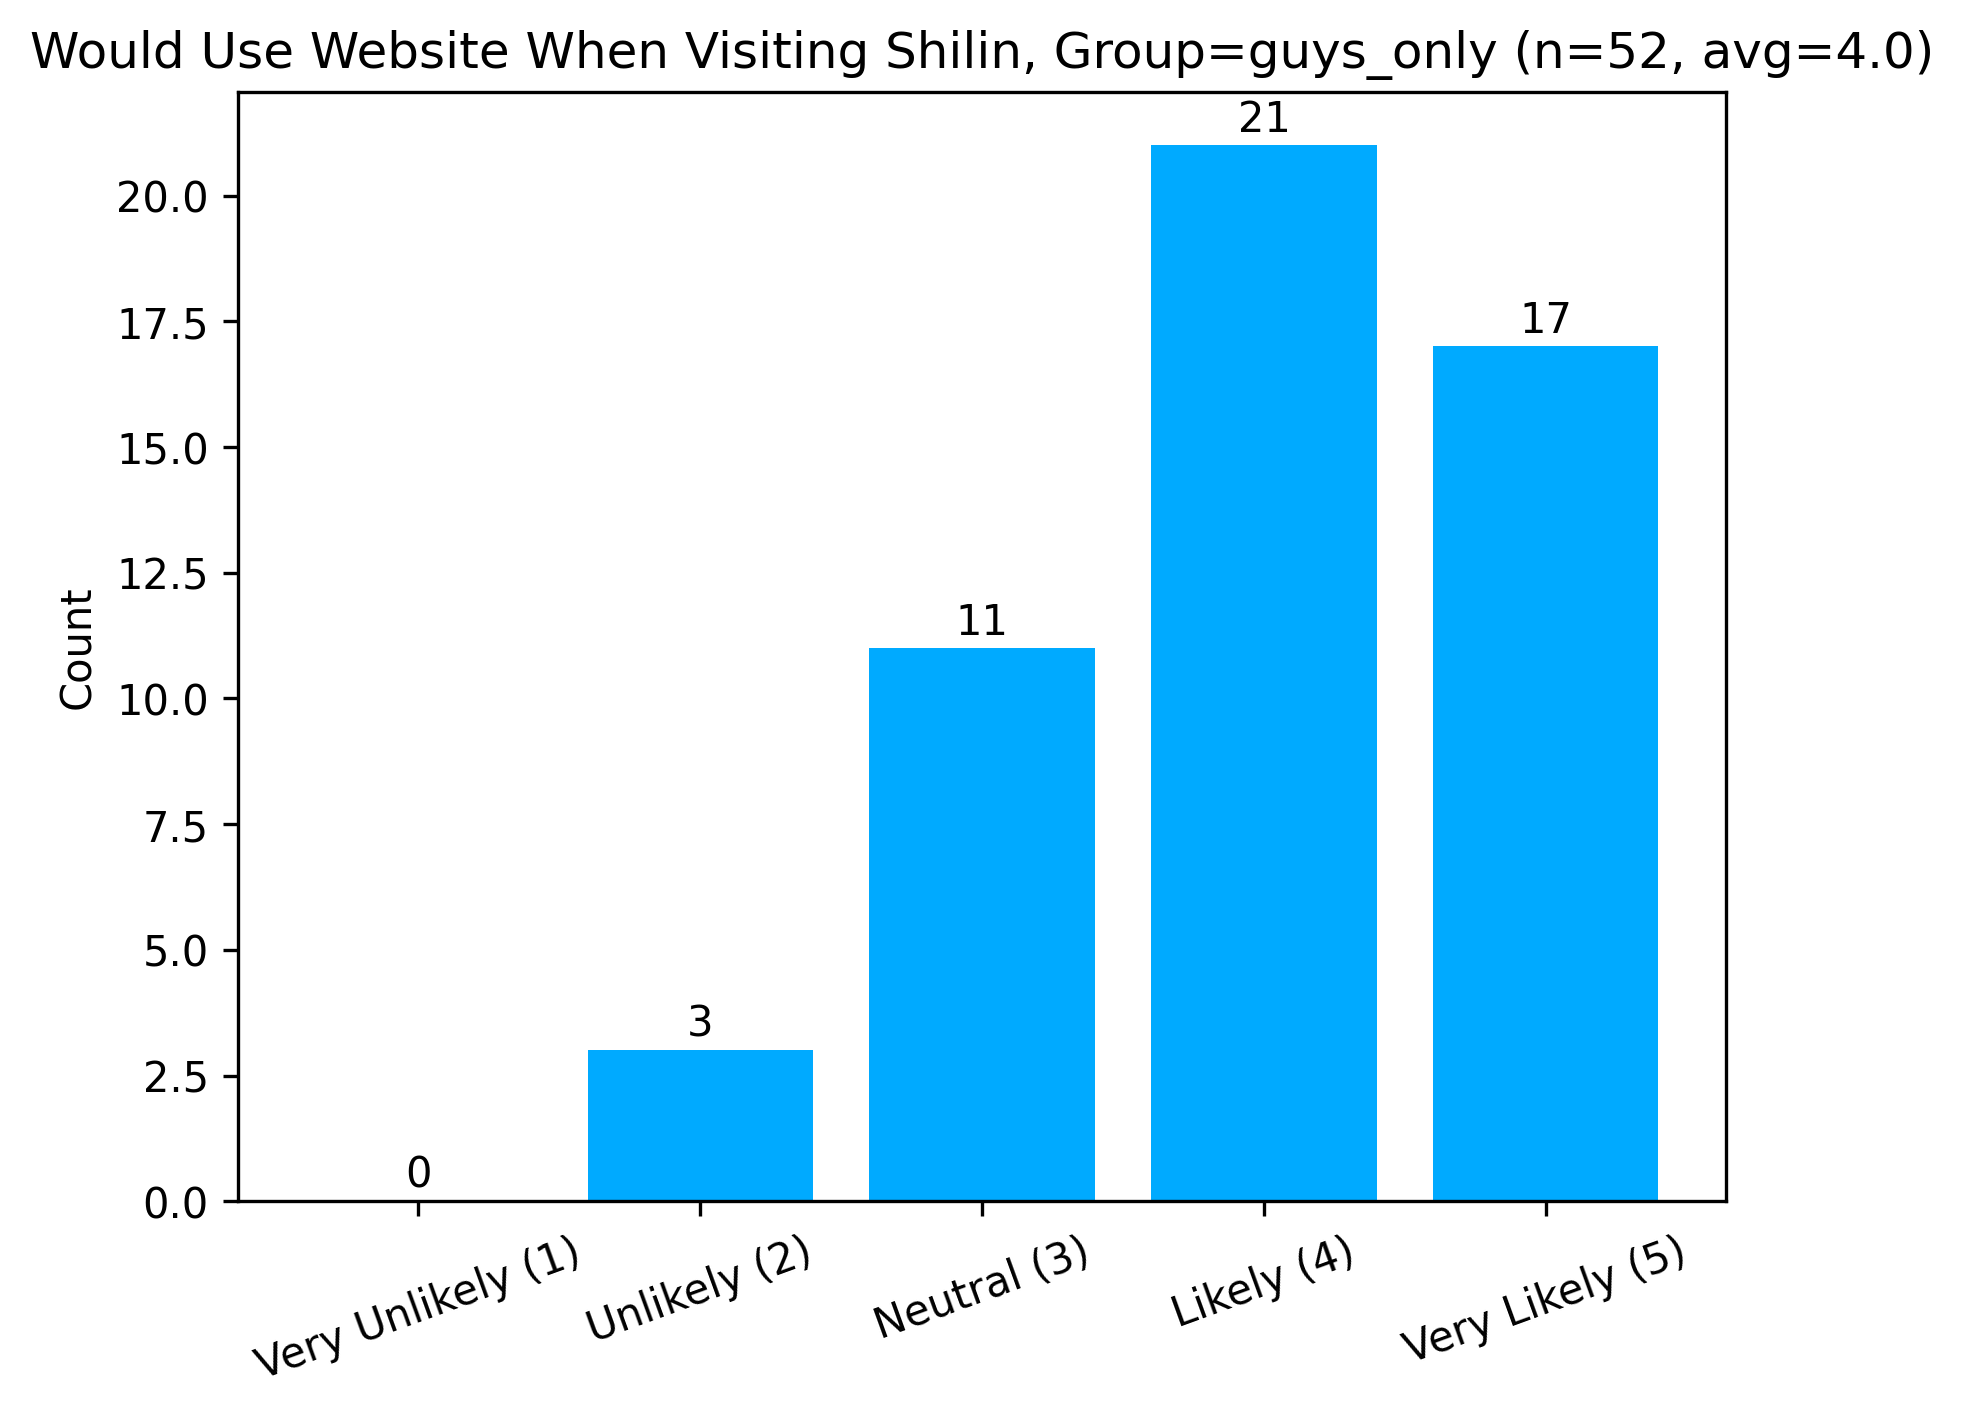 Would Use Website When Visiting Shilin, Group=guys_only (n=52, avg=4.0)
21
20.0
17.5
17
15.0
12.5
11
Count
10.0
7.5
5.0
3
2.5
0
0.0
Very Unlikely (1)
Unlikely (2)
Neutral (3)
Likely (4)
Very Likely (5)